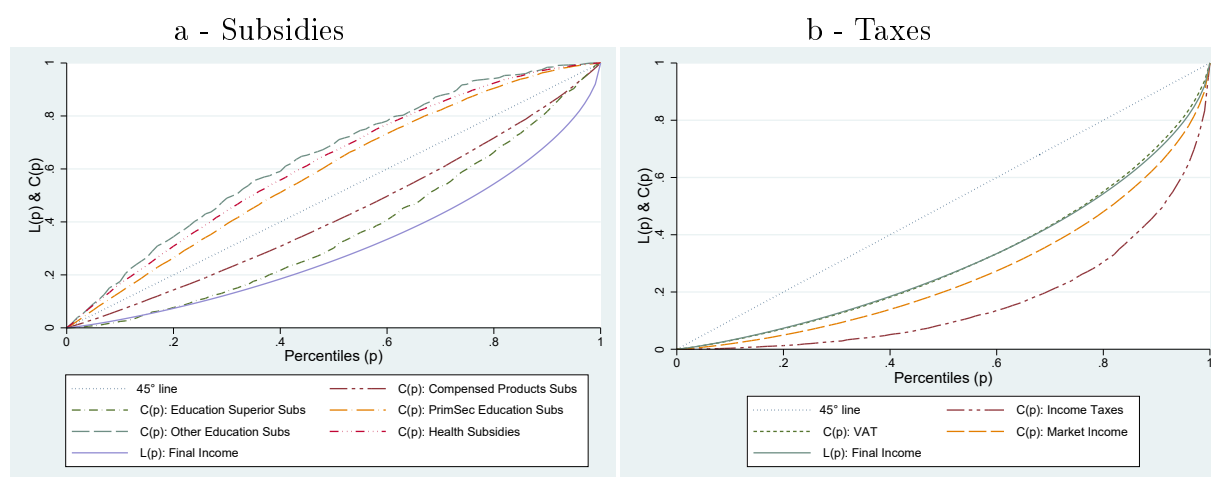 a - Subsidies
L(p) & C(p)
0 .2 .4 .6 .8 1
0 .2 .4 .6 .8 1
Percentiles (p)
45° line
C(p): Compensed Products Subs
C(p): Education Superior Subs
C(p): PrimSec Education Subs
C(p): Other Education Subs
C(p): Health Subsidies
L(p): Final Income
b - Taxes
L(p) & C(p)
0 .2 .4 .6 .8 1
0 .2 .4 .6 .8 1
Percentiles (p)
45° line
C(p): Income Taxes
C(p): VAT
C(p): Market Income
L(p): Final Income